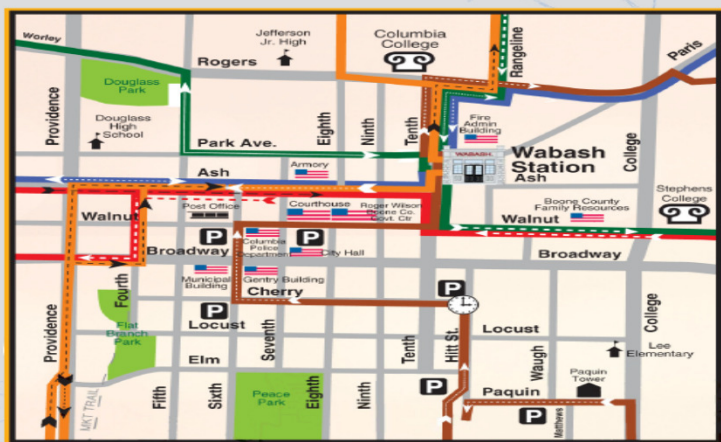 Worley
Jefferson
Jr. High
Columbia
College
Rangeline
Paris
Rogers
Douglass
Park
Providence
Douglass
High
School
Eighth
Ninth
Tenth
Fire
Admin
Building
College
Park Ave.
WABASH
Wabash
Station
Armory
Ash
Ash
Stephens
College
Boone County
Family Resources
Post Office
Courthouse
Roger Wilson
Boone Co.
Govt. Ctr
Walnut
Walnut
P
P
Columbia
Police
Department
City Hall
Broadway
Broadway
Municipal
Building
Gentry Building
P
Cherry
P
Fourth
Locust
Locust
College
Providence
Flat
Branch
Park
Seventh
Tenth
Hitt St.
Waugh
Lee
Elementary
Elm
MKT TRAIL
Fifth
Sixth
Peace
Park
Eighth
Ninth
P
Paquin
Paquin
Tower
P
Matthews